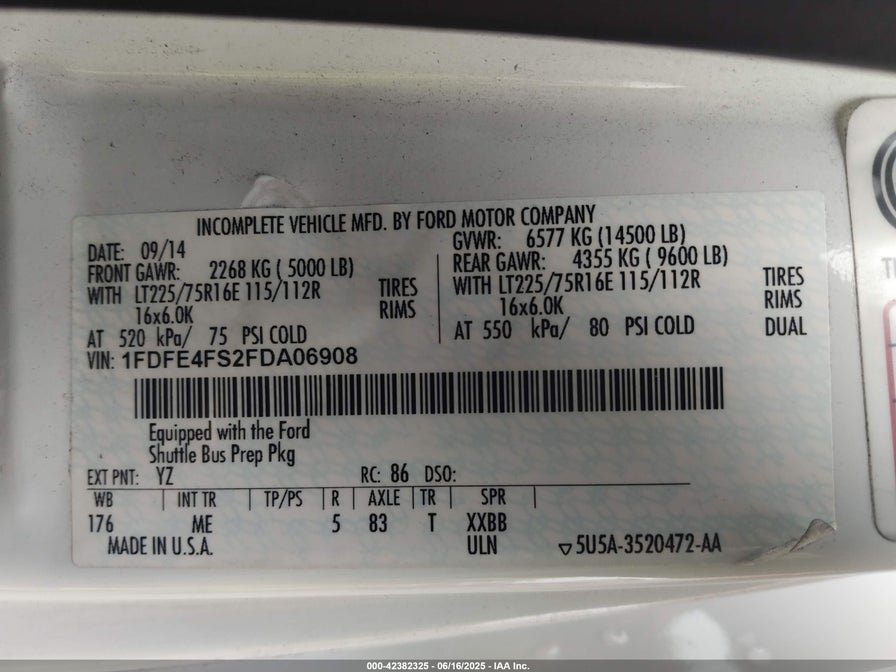 INCOMPLETE VEHICLE MFD. BY FORD MOTOR COMPANY
DATE: 09/14 GVWR: 6577 KG (14500 LB)
FRONT GAWR: 2268 KG ( 5000 LB) REAR GAWR: 4355 KG ( 9600 LB)
WITH LT225/75R16E 115/112R TIRES WITH LT225/75R16E 115/112R TIRES
16x6.0K RIMS 16x6.0K RIMS
AT 520 kPa/ 75 PSI COLD AT 550 kPa/ 80 PSI COLD DUAL
VIN: 1FDFE4FS2FDA06908
Equipped with the Ford
Shuttle Bus Prep Pkg
EXT PNT: YZ RC: 86 DSO:
WB INT TR TP/PS R AXLE TR SPR
176 ME 5 83 T XXBB
MADE IN U.S.A. ULN ▽5U5A-3520472-AA
000-42382325 - 06/16/2025 - IAA Inc.